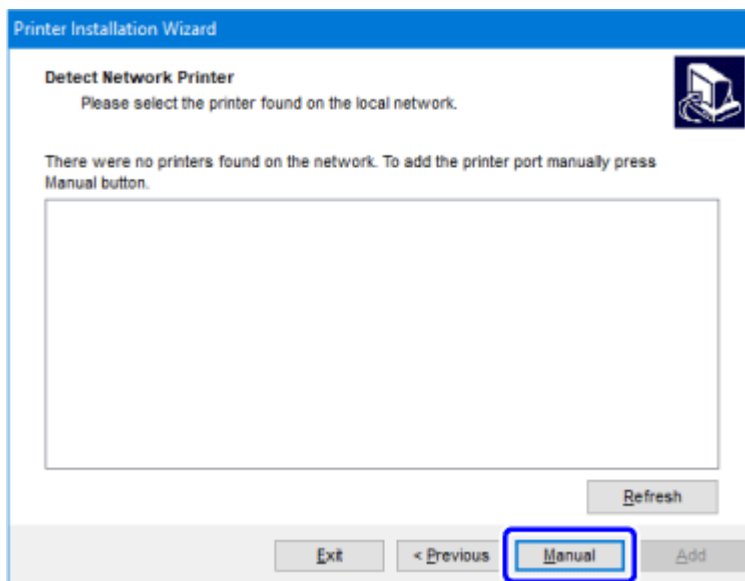 Printer Installation Wizard
Detect Network Printer
Please select the printer found on the local network.
There were no printers found on the network. To add the printer port manually press
Manual button.
Refresh
Exit
< Previous
Manual
Add